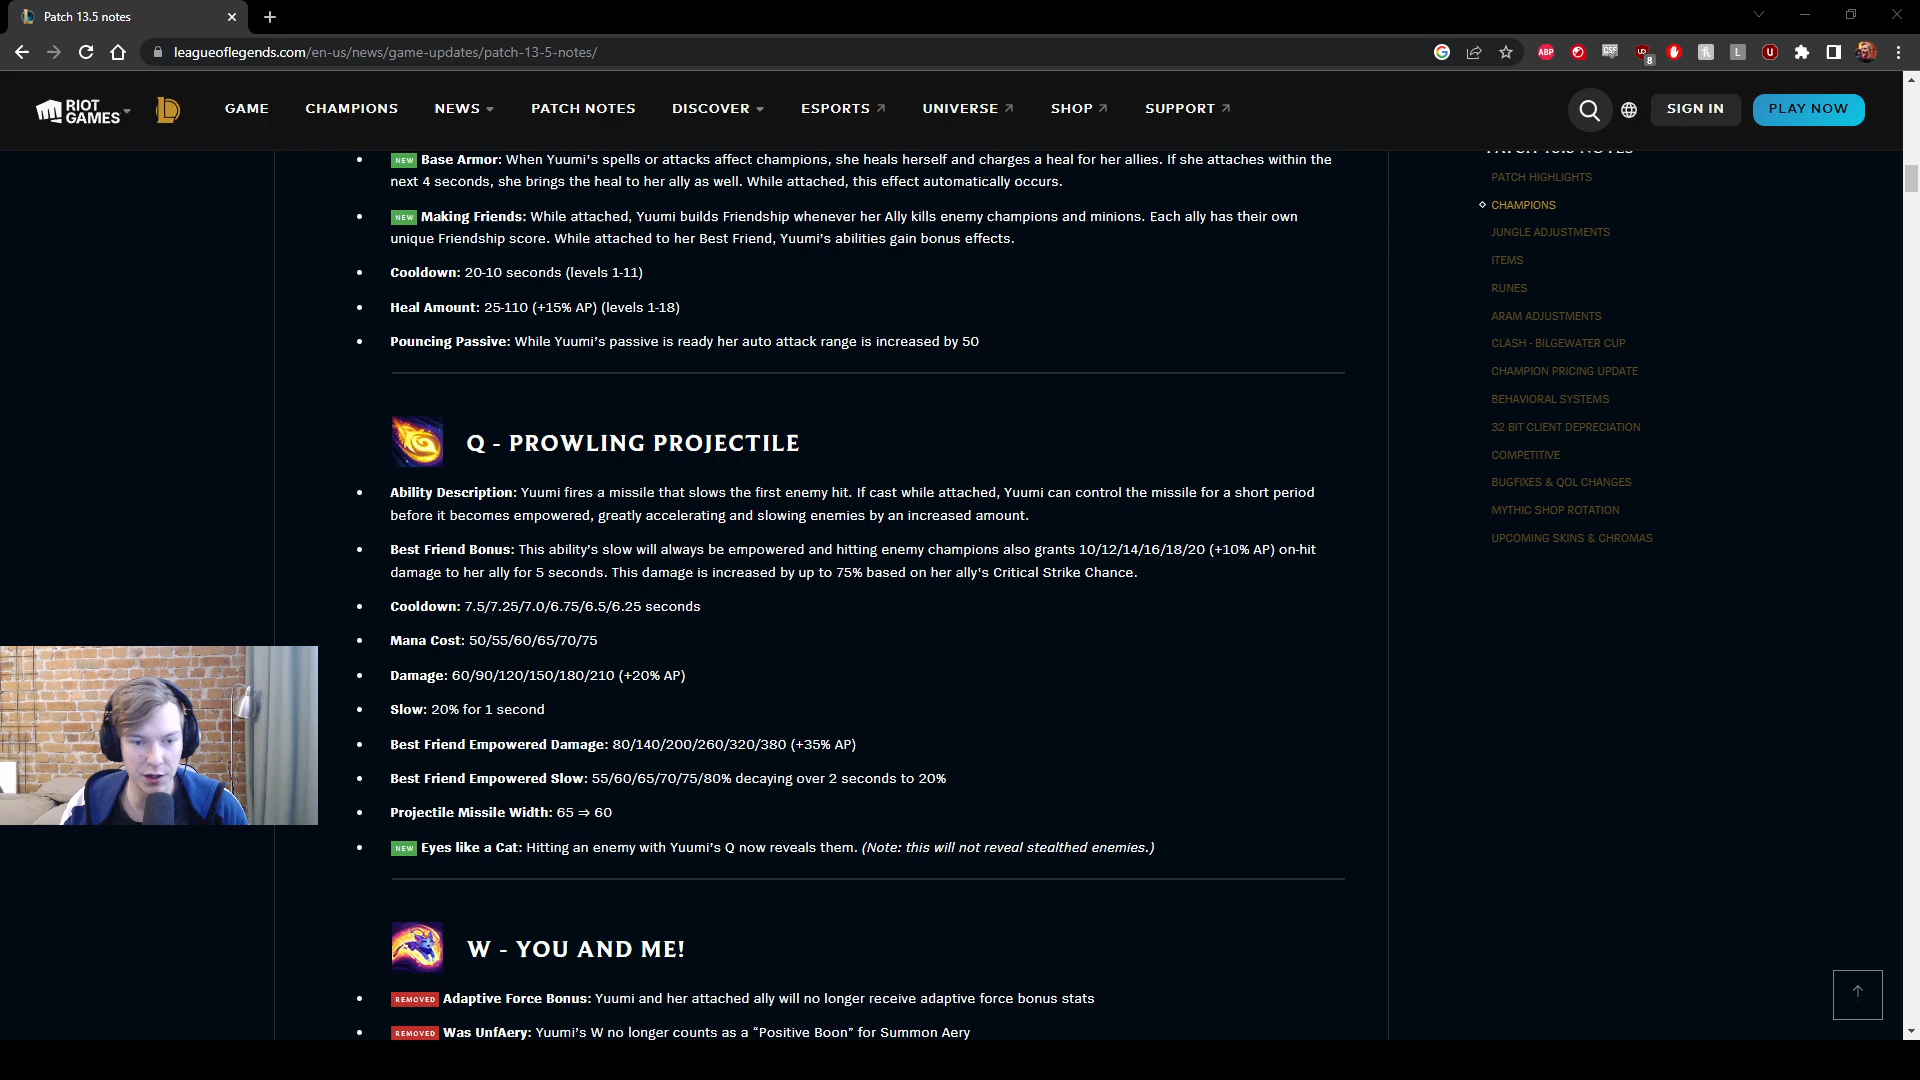 Patch 13.5 notes
leagueoflegends.com/en-us/news/game-updates/patch-13-5-notes/
RIOT GAMES
GAME
CHAMPIONS
NEWS
PATCH NOTES
DISCOVER
ESPORTS
UNIVERSE
SHOP
SUPPORT
SIGN IN
PLAY NOW
NEW Base Armor: When Yuumi's spells or attacks affect champions, she heals herself and charges a heal for her allies. If she attaches within the
next 4 seconds, she brings the heal to her ally as well. While attached, this effect automatically occurs.
NEW Making Friends: While attached, Yuumi builds Friendship whenever her Ally kills enemy champions and minions. Each ally has their own
unique Friendship score. While attached to her Best Friend, Yuumi’s abilities gain bonus effects.
Cooldown: 20-10 seconds (levels 1-11)
Heal Amount: 25-110 (+15% AP) (levels 1-18)
Pouncing Passive: While Yuumi’s passive is ready her auto attack range is increased by 50
Q - PROWLING PROJECTILE
Ability Description: Yuumi fires a missile that slows the first enemy hit. If cast while attached, Yuumi can control the missile for a short period
before it becomes empowered, greatly accelerating and slowing enemies by an increased amount.
Best Friend Bonus: This ability’s slow will always be empowered and hitting enemy champions also grants 10/12/14/16/18/20 (+10% AP) on-hit
damage to her ally for 5 seconds. This damage is increased by up to 75% based on her ally's Critical Strike Chance.
Cooldown: 7.5/7.25/7.0/6.75/6.5/6.25 seconds
Mana Cost: 50/55/60/65/70/75
Damage: 60/90/120/150/180/210 (+20% AP)
Slow: 20% for 1 second
Best Friend Empowered Damage: 80/140/200/260/320/380 (+35% AP)
Best Friend Empowered Slow: 55/60/65/70/75/80% decaying over 2 seconds to 20%
Projectile Missile Width: 65 ⇒ 60
NEW Eyes like a Cat: Hitting an enemy with Yuumi’s Q now reveals them. (Note: this will not reveal stealthed enemies.)
W - YOU AND ME!
REMOVED Adaptive Force Bonus: Yuumi and her attached ally will no longer receive adaptive force bonus stats
REMOVED Was UnfAery: Yuumi’s W no longer counts as a “Positive Boon” for Summon Aery
PATCH 13.5 NOTES
PATCH HIGHLIGHTS
CHAMPIONS
JUNGLE ADJUSTMENTS
ITEMS
RUNES
ARAM ADJUSTMENTS
CLASH - BILGEWATER CUP
CHAMPION PRICING UPDATE
BEHAVIORAL SYSTEMS
32 BIT CLIENT DEPRECIATION
COMPETITIVE
BUGFIXES & QOL CHANGES
MYTHIC SHOP ROTATION
UPCOMING SKINS & CHROMAS